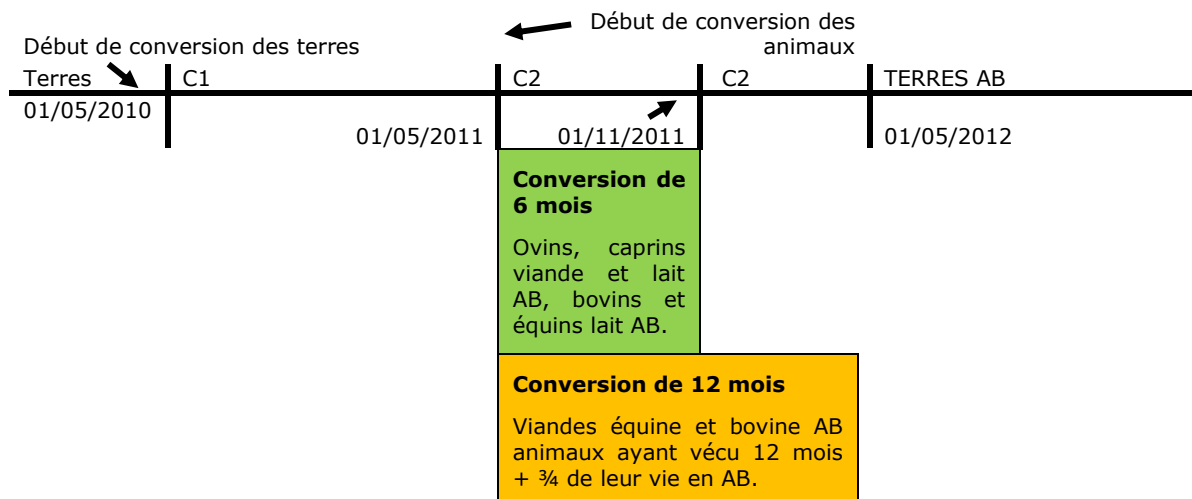 Début de conversion des terres
Début de conversion des
animaux
Terres
C1
C2
C2
TERRES AB
01/05/2010
01/05/2011
01/11/2011
01/05/2012
Conversion de
6 mois
Ovins, caprins
viande et lait
AB, bovins et
équins lait AB.
Conversion de 12 mois
Viandes équine et bovine AB
animaux ayant vécu 12 mois
+ ¾ de leur vie en AB.